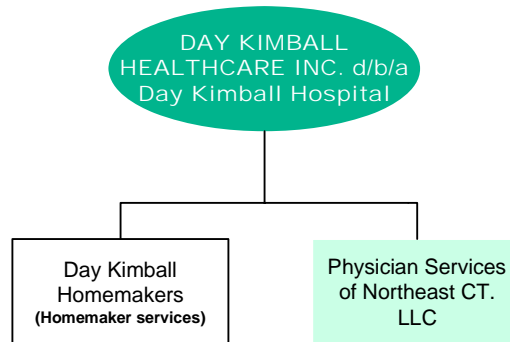 DAY KIMBALL
HEALTHCARE INC. d/b/a
Day Kimball Hospital
Day Kimball
Homemakers
(Homemaker services)
Physician Services
of Northeast CT.
LLC